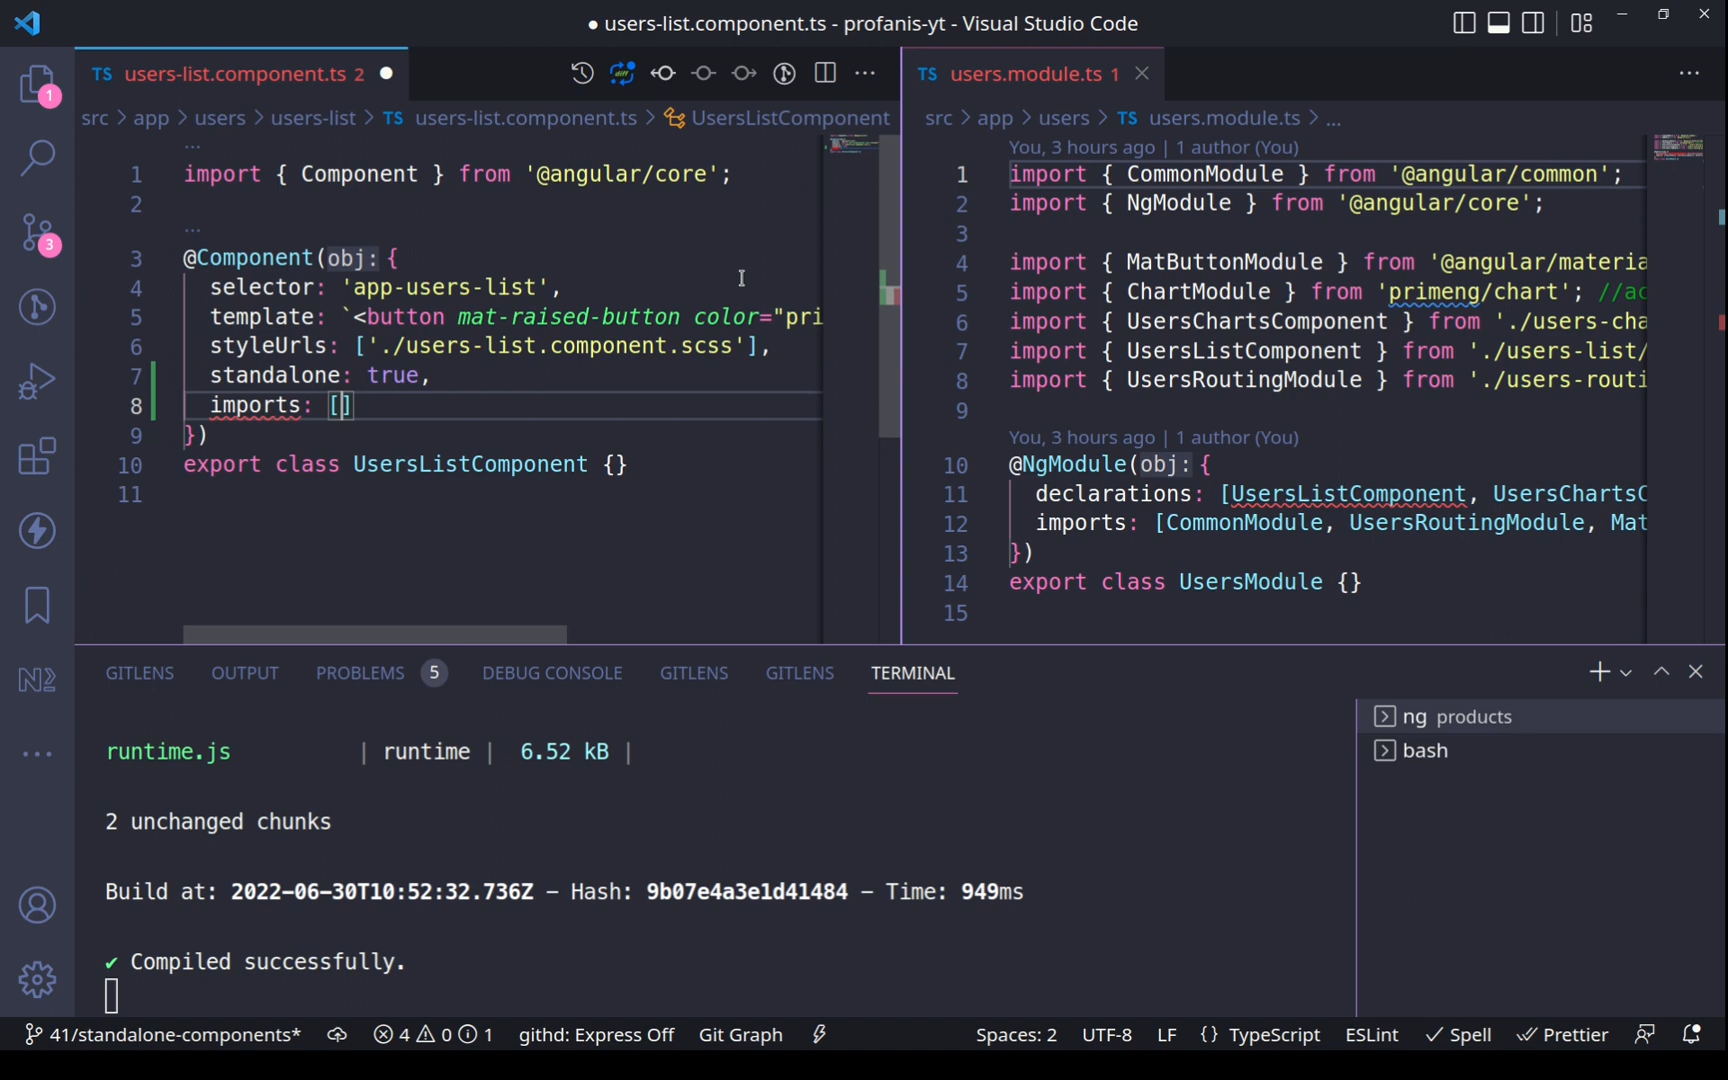 ● users-list.component.ts - profanis-yt - Visual Studio Code
TS users-list.component.ts 2 ●
src > app > users > users-list > TS users-list.component.ts > UsersListComponent
...
1 import { Component } from '@angular/core';
2
...
3 @Component(obj: {
4 selector: 'app-users-list',
5 template: `<button mat-raised-button color="pri
6 styleUrls: ['./users-list.component.scss'],
7 standalone: true,
8 imports: []
9 })
10 export class UsersListComponent {}
11
TS users.module.ts 1
src > app > users > TS users.module.ts > ...
You, 3 hours ago | 1 author (You)
1 import { CommonModule } from '@angular/common';
2 import { NgModule } from '@angular/core';
3
4 import { MatButtonModule } from '@angular/materia
5 import { ChartModule } from 'primeng/chart'; //ac
6 import { UsersChartsComponent } from './users-cha
7 import { UsersListComponent } from './users-list/
8 import { UsersRoutingModule } from './users-routi
9
You, 3 hours ago | 1 author (You)
10 @NgModule(obj: {
11 declarations: [UsersListComponent, UsersChartsC
12 imports: [CommonModule, UsersRoutingModule, Mat
13 })
14 export class UsersModule {}
15
1
3
GITLENS OUTPUT PROBLEMS 5 DEBUG CONSOLE GITLENS GITLENS TERMINAL
runtime.js | runtime | 6.52 kB |
2 unchanged chunks
Build at: 2022-06-30T10:52:32.736Z - Hash: 9b07e4a3e1d41484 - Time: 949ms
✔ Compiled successfully.
ng products
bash
41/standalone-components* 4 0 1 githd: Express Off Git Graph Spaces: 2 UTF-8 LF {} TypeScript ESLint ✓ Spell Prettier